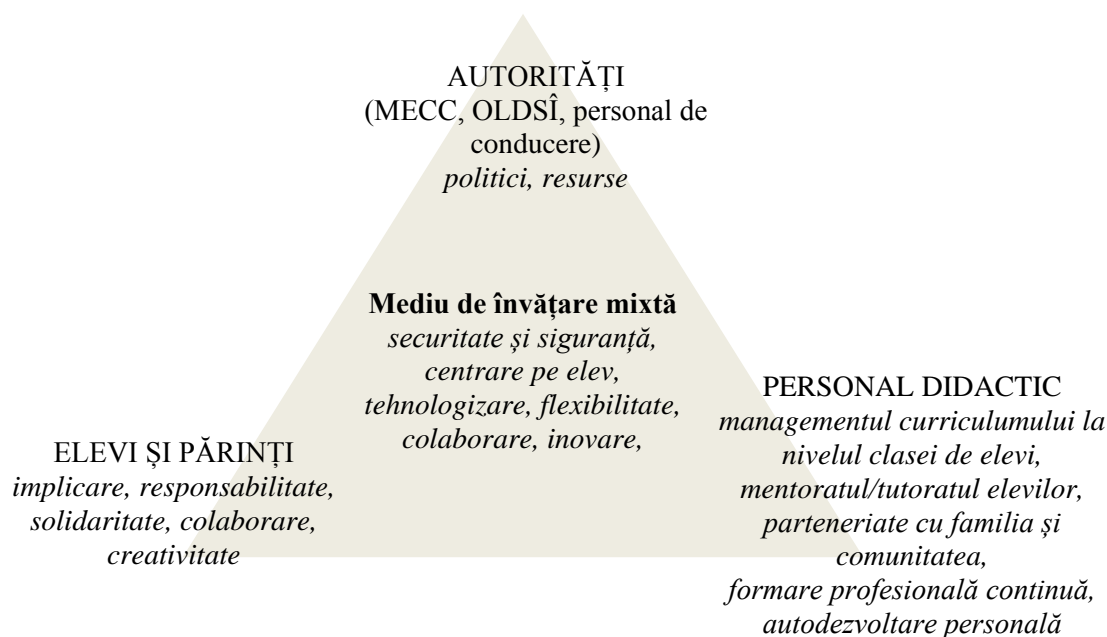 AUTORITĂȚI
(MECC, OLDSÎ, personal de
conducere)
politici, resurse
Mediu de învățare mixtă
securitate și siguranță,
centrare pe elev,
tehnologizare, flexibilitate,
colaborare, inovare,
ELEVI ȘI PĂRINȚI
implicare, responsabilitate,
solidaritate, colaborare,
creativitate
PERSONAL DIDACTIC
managementul curriculumului la
nivelul clasei de elevi,
mentoratul/tutoratul elevilor,
parteneriate cu familia și
comunitatea,
formare profesională continuă,
autodezvoltare personală